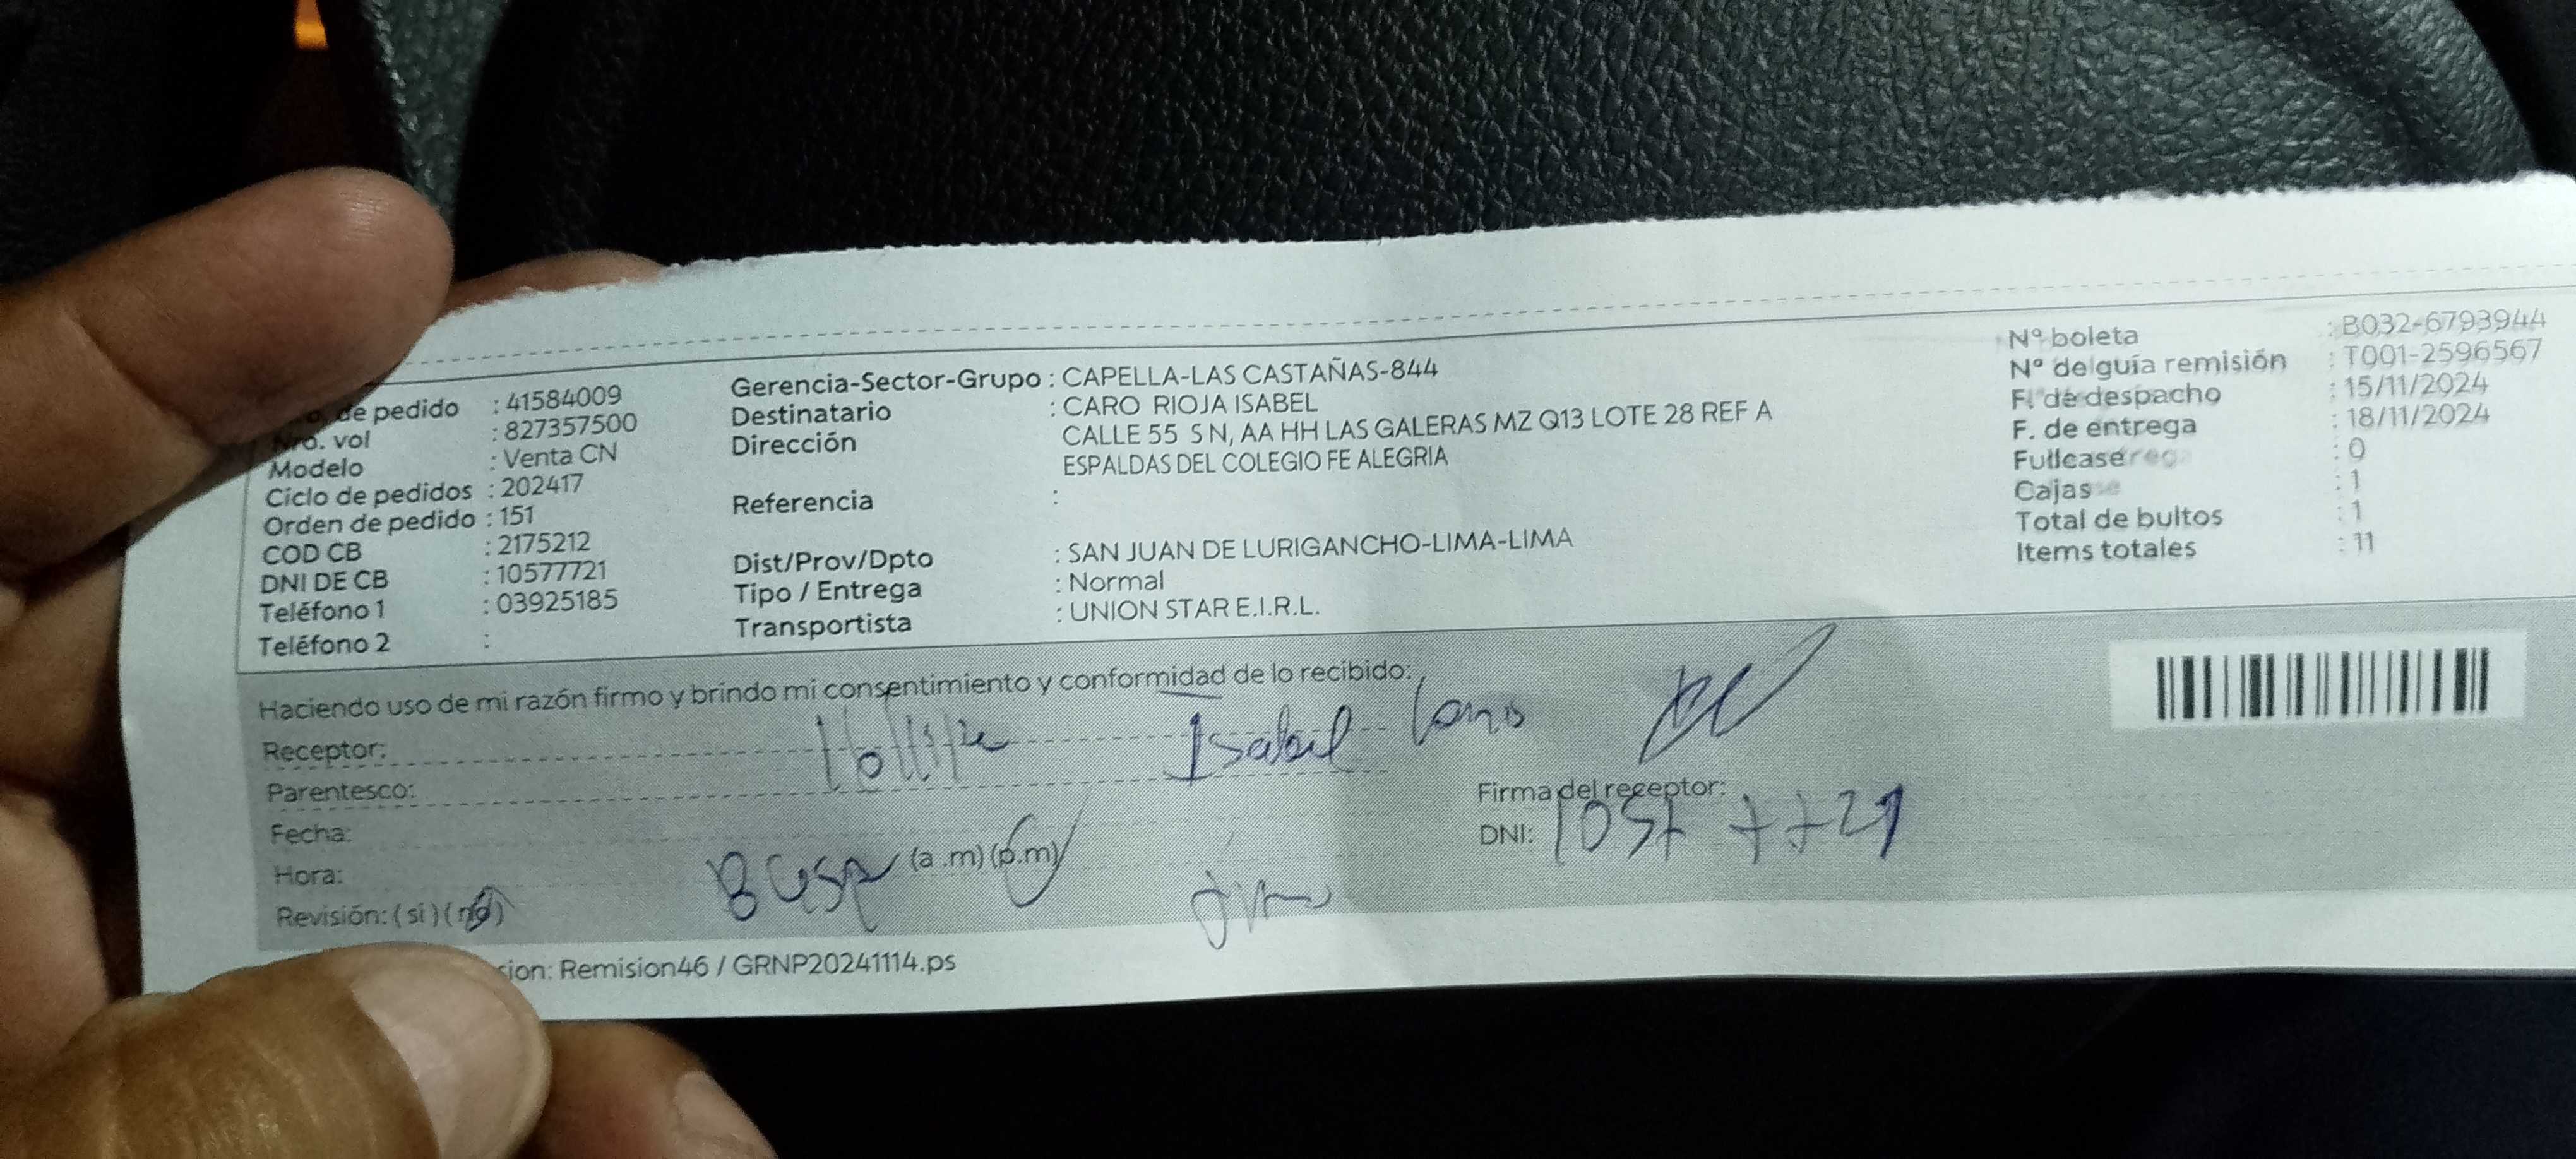 de pedido : 41584009
Nro. vol : 827357500
Modelo : Venta CN
Ciclo de pedidos : 202417
Orden de pedido : 151
COD CB : 2175212
DNI DE CB : 10577721
Teléfono 1 : 03925185
Teléfono 2 :
Gerencia-Sector-Grupo : CAPELLA-LAS CASTAÑAS-844
Destinatario : CARO RIOJA ISABEL
Dirección CALLE 55 S N, AA HH LAS GALERAS MZ Q13 LOTE 28 REF A
ESPALDAS DEL COLEGIO FE ALEGRIA
Referencia :
Dist/Prov/Dpto : SAN JUAN DE LURIGANCHO-LIMA-LIMA
Tipo / Entrega : Normal
Transportista : UNION STAR E.I.R.L.
Nº boleta : B032-6793944
Nº de guía remisión : T001-2596567
F. de despacho : 15/11/2024
F. de entrega : 18/11/2024
Fullcase : 0
Cajas : 1
Total de bultos : 1
Items totales : 11
Haciendo uso de mi razón firmo y brindo mi consentimiento y conformidad de lo recibido:
Receptor: Isabel Caro
Parentesco:
Firma del receptor:
Fecha:
DNI: 10577721
Hora: (a .m) (p.m)
Revisión: ( si ) ( no )
sion: Remision46 / GRNP20241114.ps